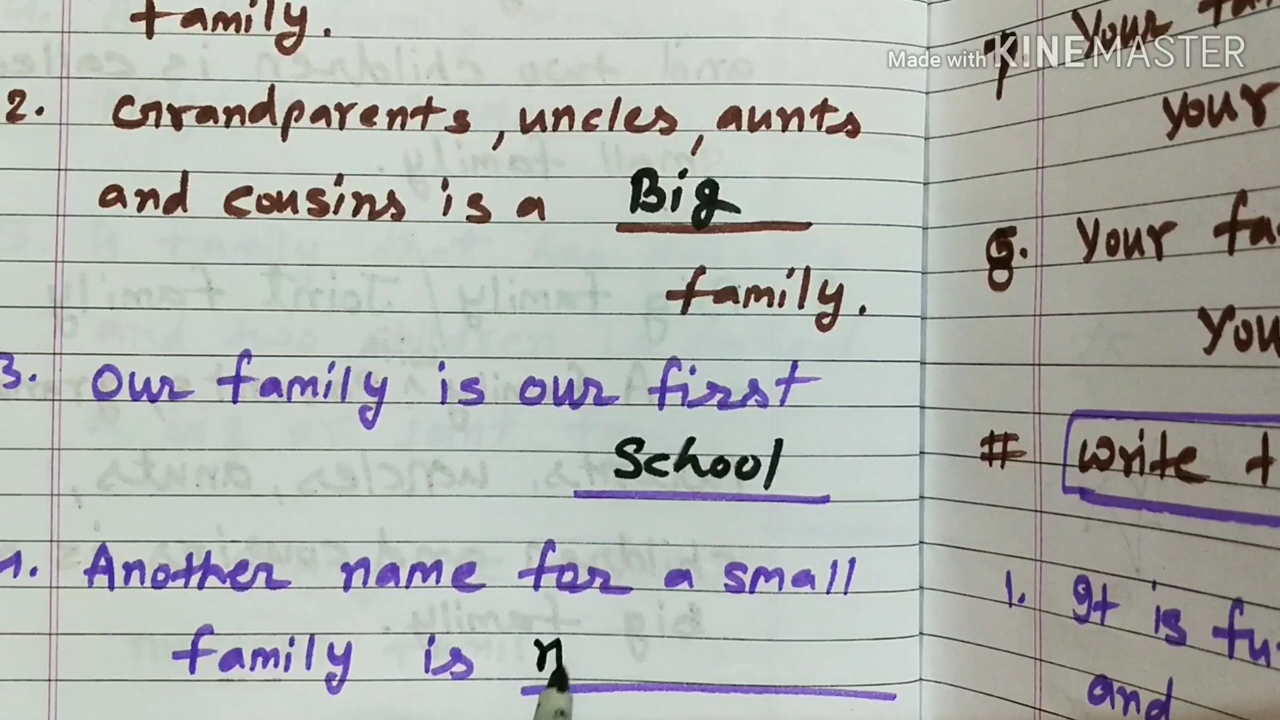 family.
2. Grandparents, uncles, aunts
and cousins is a Big
family.
3. Our family is our first
School
4. Another name for a small
family is n
Made with KINEMASTER
7 Your
your
8. Your fa
You
# Write t
1. It is fu
and